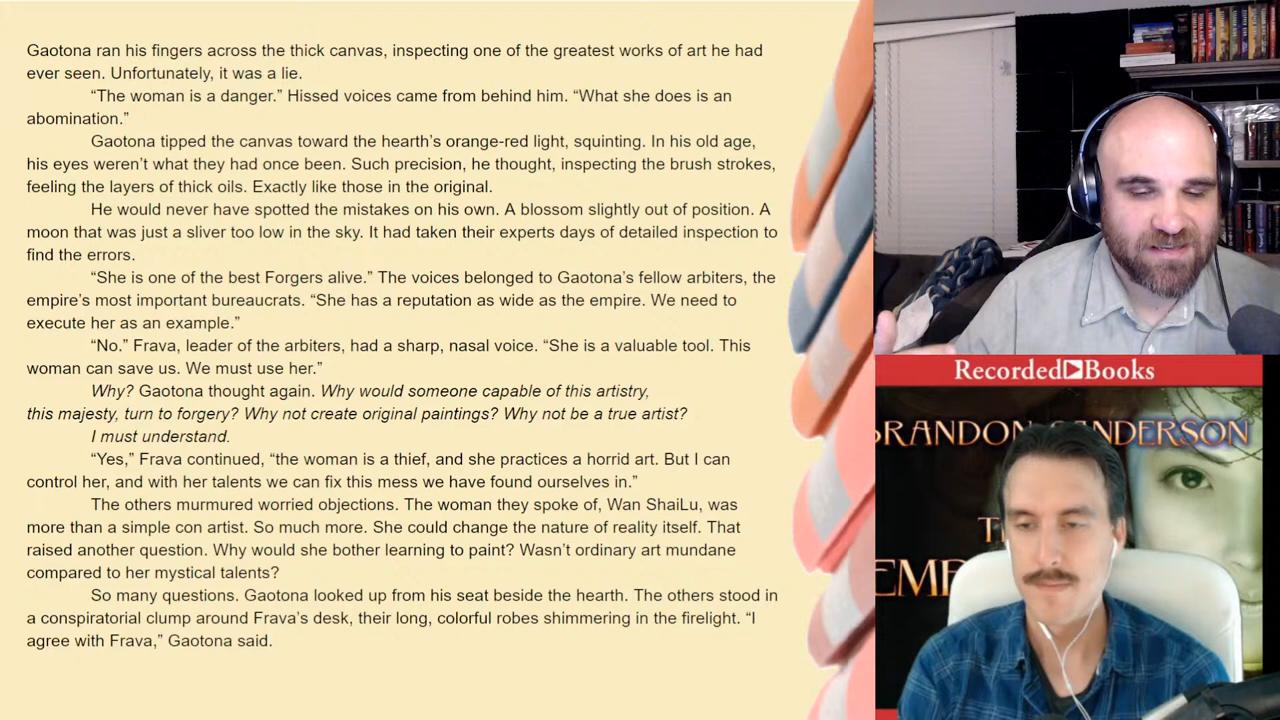 Gaotona ran his fingers across the thick canvas, inspecting one of the greatest works of art he had
ever seen. Unfortunately, it was a lie.
“The woman is a danger.” Hissed voices came from behind him. “What she does is an
abomination.”
Gaotona tipped the canvas toward the hearth’s orange-red light, squinting. In his old age,
his eyes weren’t what they had once been. Such precision, he thought, inspecting the brush strokes,
feeling the layers of thick oils. Exactly like those in the original.
He would never have spotted the mistakes on his own. A blossom slightly out of position. A
moon that was just a sliver too low in the sky. It had taken their experts days of detailed inspection to
find the errors.
“She is one of the best Forgers alive.” The voices belonged to Gaotona’s fellow arbiters, the
empire’s most important bureaucrats. “She has a reputation as wide as the empire. We need to
execute her as an example.”
“No.” Frava, leader of the arbiters, had a sharp, nasal voice. “She is a valuable tool. This
woman can save us. We must use her.”
Why? Gaotona thought again. Why would someone capable of this artistry,
this majesty, turn to forgery? Why not create original paintings? Why not be a true artist?
I must understand.
“Yes,” Frava continued, “the woman is a thief, and she practices a horrid art. But I can
control her, and with her talents we can fix this mess we have found ourselves in.”
The others murmured worried objections. The woman they spoke of, Wan ShaiLu, was
more than a simple con artist. So much more. She could change the nature of reality itself. That
raised another question. Why would she bother learning to paint? Wasn’t ordinary art mundane
compared to her mystical talents?
So many questions. Gaotona looked up from his seat beside the hearth. The others stood in
a conspiratorial clump around Frava’s desk, their long, colorful robes shimmering in the firelight. “I
agree with Frava,” Gaotona said.
Recorded Books
BRANDON SANDERSON